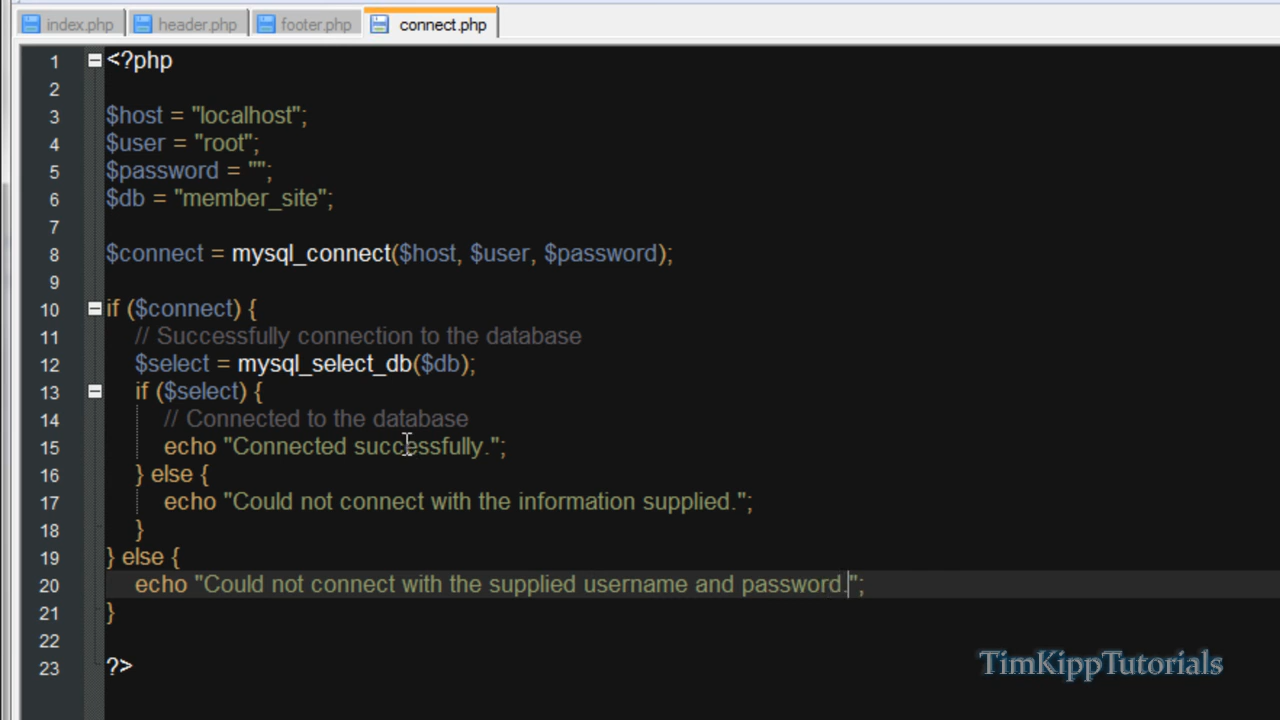 index.php header.php footer.php connect.php
1 <?php
2
3 $host = "localhost";
4 $user = "root";
5 $password = "";
6 $db = "member_site";
7
8 $connect = mysql_connect($host, $user, $password);
9
10 if ($connect) {
11 // Successfully connection to the database
12 $select = mysql_select_db($db);
13 if ($select) {
14 // Connected to the database
15 echo "Connected successfully.";
16 } else {
17 echo "Could not connect with the information supplied.";
18 }
19 } else {
20 echo "Could not connect with the supplied username and password.";
21 }
22
23 ?>
TimKippTutorials